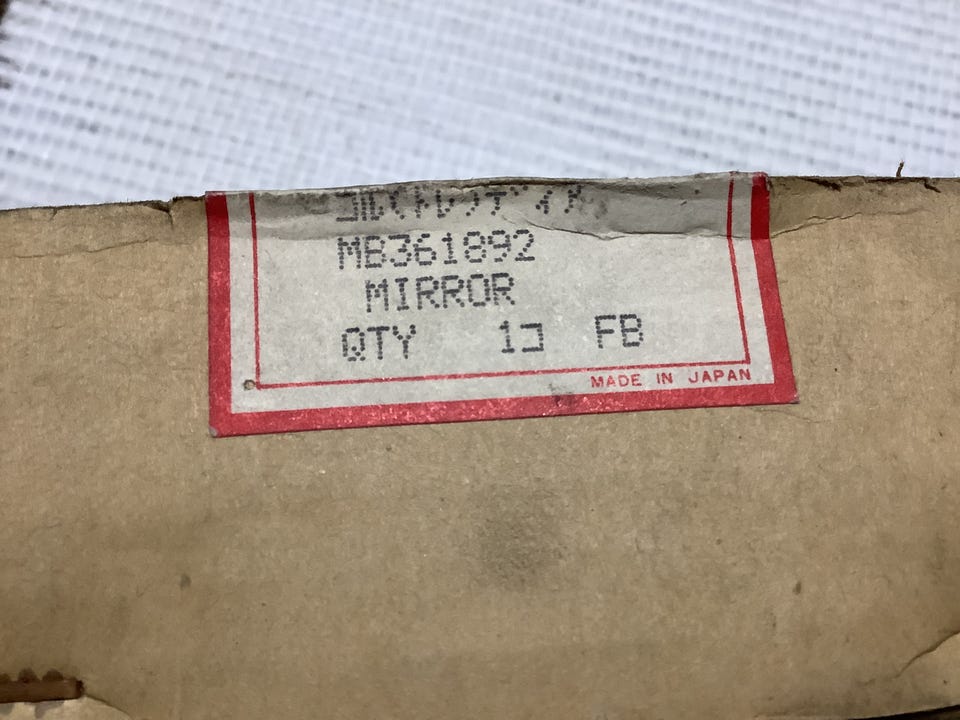 MB361892
MIRROR
QTY 1コ FB
MADE IN JAPAN